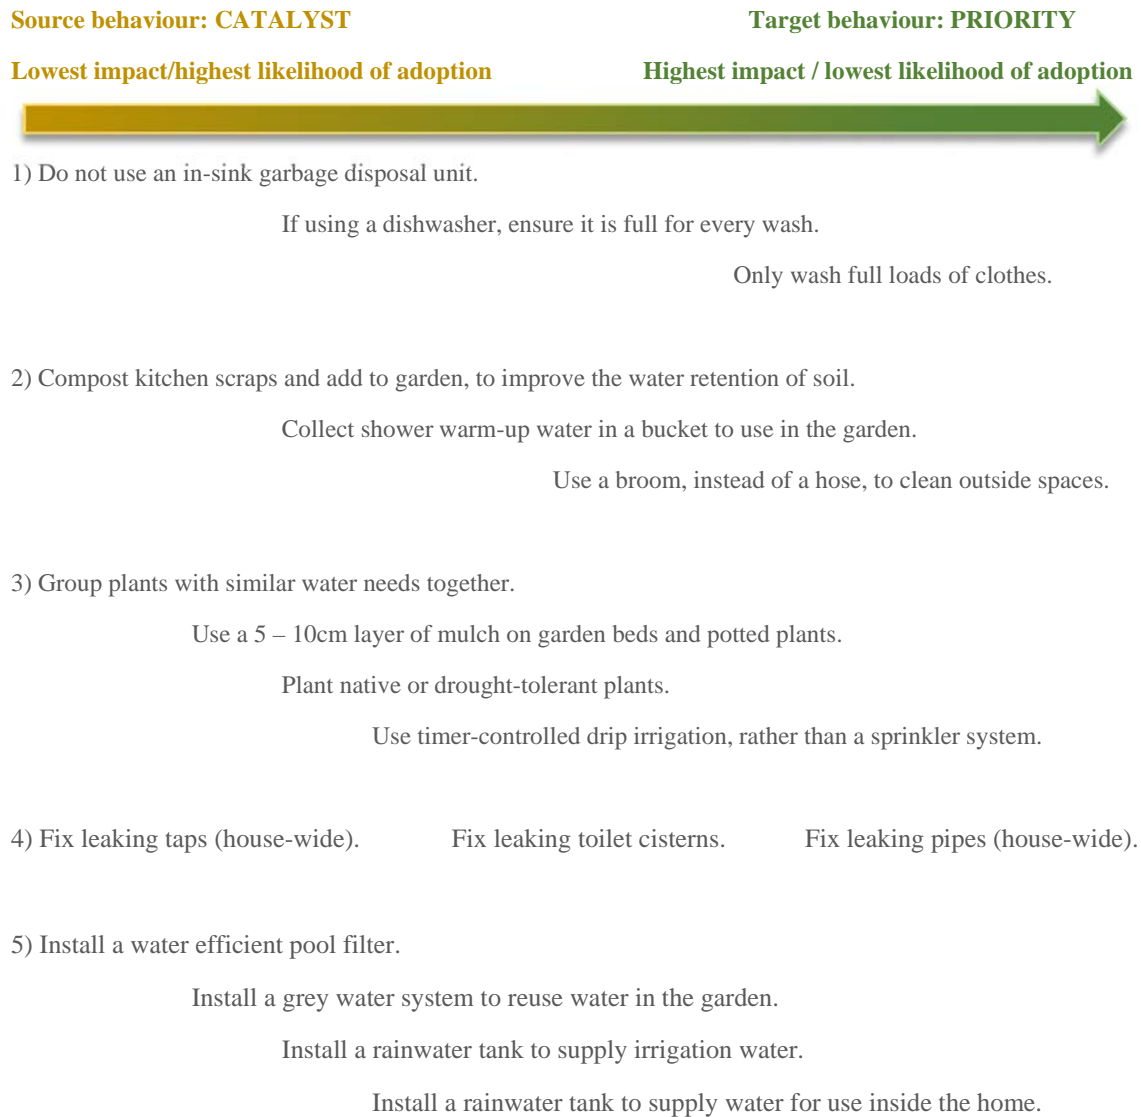 Source behaviour: CATALYST Target behaviour: PRIORITY
Lowest impact/highest likelihood of adoption Highest impact / lowest likelihood of adoption
1) Do not use an in-sink garbage disposal unit.
If using a dishwasher, ensure it is full for every wash.
Only wash full loads of clothes.
2) Compost kitchen scraps and add to garden, to improve the water retention of soil.
Collect shower warm-up water in a bucket to use in the garden.
Use a broom, instead of a hose, to clean outside spaces.
3) Group plants with similar water needs together.
Use a 5 – 10cm layer of mulch on garden beds and potted plants.
Plant native or drought-tolerant plants.
Use timer-controlled drip irrigation, rather than a sprinkler system.
4) Fix leaking taps (house-wide). Fix leaking toilet cisterns. Fix leaking pipes (house-wide).
5) Install a water efficient pool filter.
Install a grey water system to reuse water in the garden.
Install a rainwater tank to supply irrigation water.
Install a rainwater tank to supply water for use inside the home.